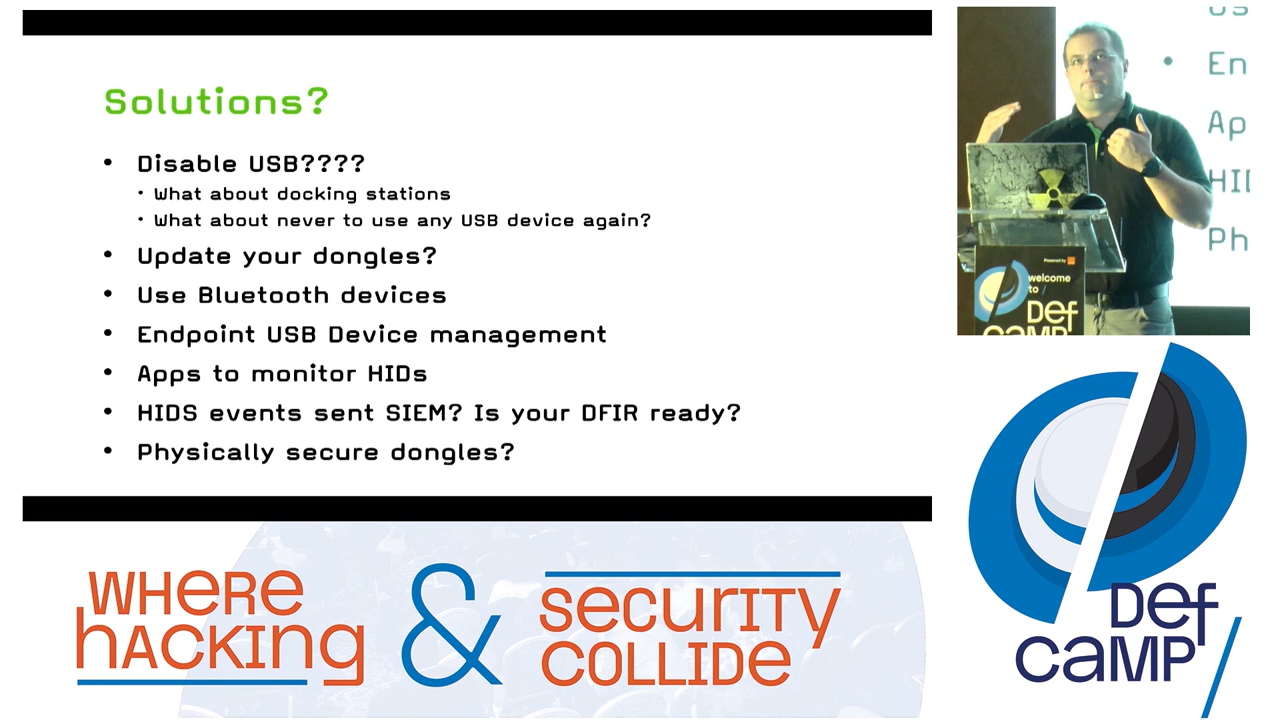 Solutions?
• Disable USB????
• What about docking stations
• What about never to use any USB device again?
• Update your dongles?
• Use Bluetooth devices
• Endpoint USB Device management
• Apps to monitor HIDs
• HIDS events sent SIEM? Is your DFIR ready?
• Physically secure dongles?
• En
Ap
HI
Ph
Powered by
welcome
to /
Def
caMP
WHeRe
hACKing
&
securITy
COLLIDe
Def
caMP/